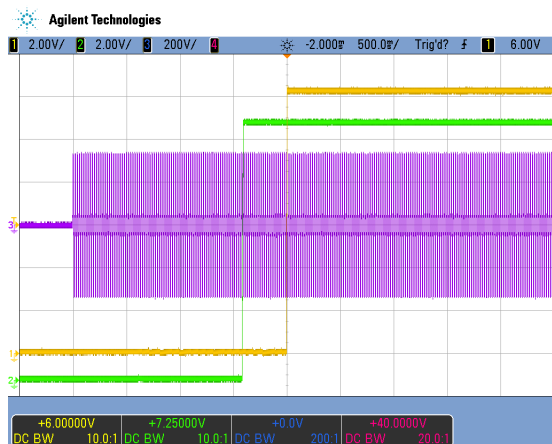 Agilent Technologies
1 2.00V/ 2 2.00V/ 3 200V/ 4 -2.000s 500.0s/ Trig'd? 1 6.00V
3
1
2
+6.00000V +7.25000V +0.0V +40.0000V
DC BW 10.0:1 DC BW 10.0:1 DC BW 200:1 DC BW 20.0:1